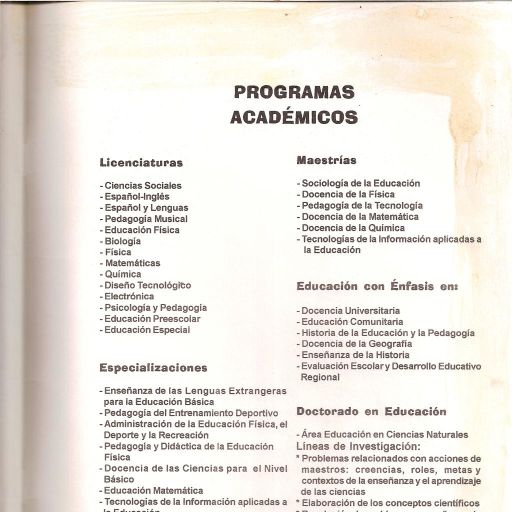 PROGRAMAS
ACADÉMICOS
Licenciaturas
- Ciencias Sociales
- Español-Inglés
- Español y Lenguas
- Pedagogía Musical
- Educación Física
- Biología
- Física
- Matemáticas
- Química
- Diseño Tecnológico
- Electrónica
- Psicología y Pedagogía
- Educación Preescolar
- Educación Especial
Especializaciones
- Enseñanza de las Lenguas Extrangeras
para la Educación Básica
- Pedagogía del Entrenamiento Deportivo
- Administración de la Educación Física, el
Deporte y la Recreación
- Pedagogía y Didáctica de la Educación
Física
- Docencia de las Ciencias para el Nivel
Básico
- Educación Matemática
- Tecnologías de la Información aplicadas a
la Educación
Maestrías
- Sociología de la Educación
- Docencia de la Física
- Pedagogía de la Tecnología
- Docencia de la Matemática
- Docencia de la Química
- Tecnologías de la Información aplicadas a
la Educación
Educación con Énfasis en:
- Docencia Universitaria
- Educación Comunitaria
- Historia de la Educación y la Pedagogía
- Docencia de la Geografía
- Enseñanza de la Historia
- Evaluación Escolar y Desarrollo Educativo
Regional
Doctorado en Educación
- Área Educación en Ciencias Naturales
Líneas de Investigación:
* Problemas relacionados con acciones de
maestros: creencias, roles, metas y
contextos de la enseñanza y el aprendizaje
de las ciencias
* Elaboración de los conceptos científicos